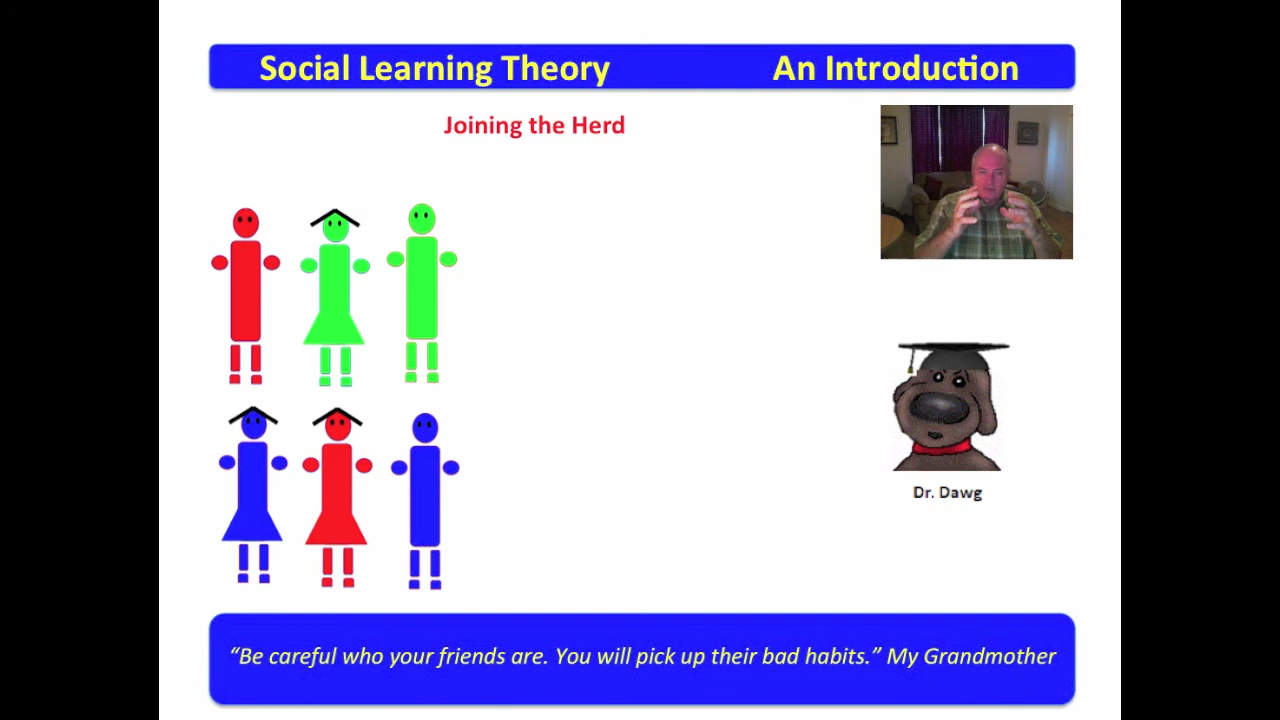 Social Learning Theory An Introduction
Joining the Herd
Dr. Dawg
“Be careful who your friends are. You will pick up their bad habits.” My Grandmother